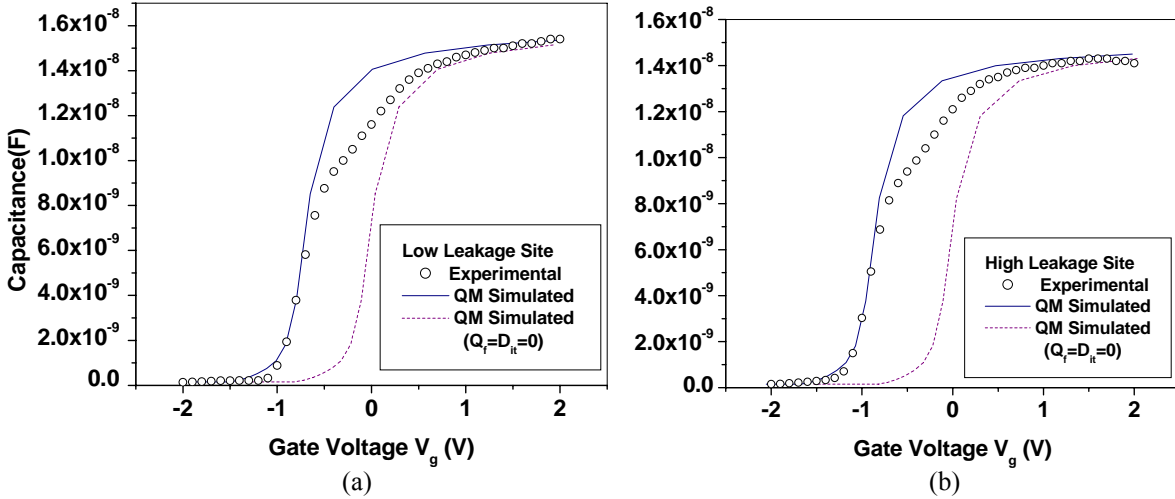 1.6x10⁻⁸
1.4x10⁻⁸
1.2x10⁻⁸
1.0x10⁻⁸
8.0x10⁻⁹
6.0x10⁻⁹
4.0x10⁻⁹
2.0x10⁻⁹
0.0
Capacitance(F)
-2 -1 0 1 2
Gate Voltage V_g (V)
Low Leakage Site
Experimental
QM Simulated
QM Simulated
(Q_f=D_it=0)
(a)
1.6x10⁻⁸
1.4x10⁻⁸
1.2x10⁻⁸
1.0x10⁻⁸
8.0x10⁻⁹
6.0x10⁻⁹
4.0x10⁻⁹
2.0x10⁻⁹
0.0
-2 -1 0 1 2
Gate Voltage V_g (V)
High Leakage Site
Experimental
QM Simulated
QM Simulated
(Q_f=D_it=0)
(b)